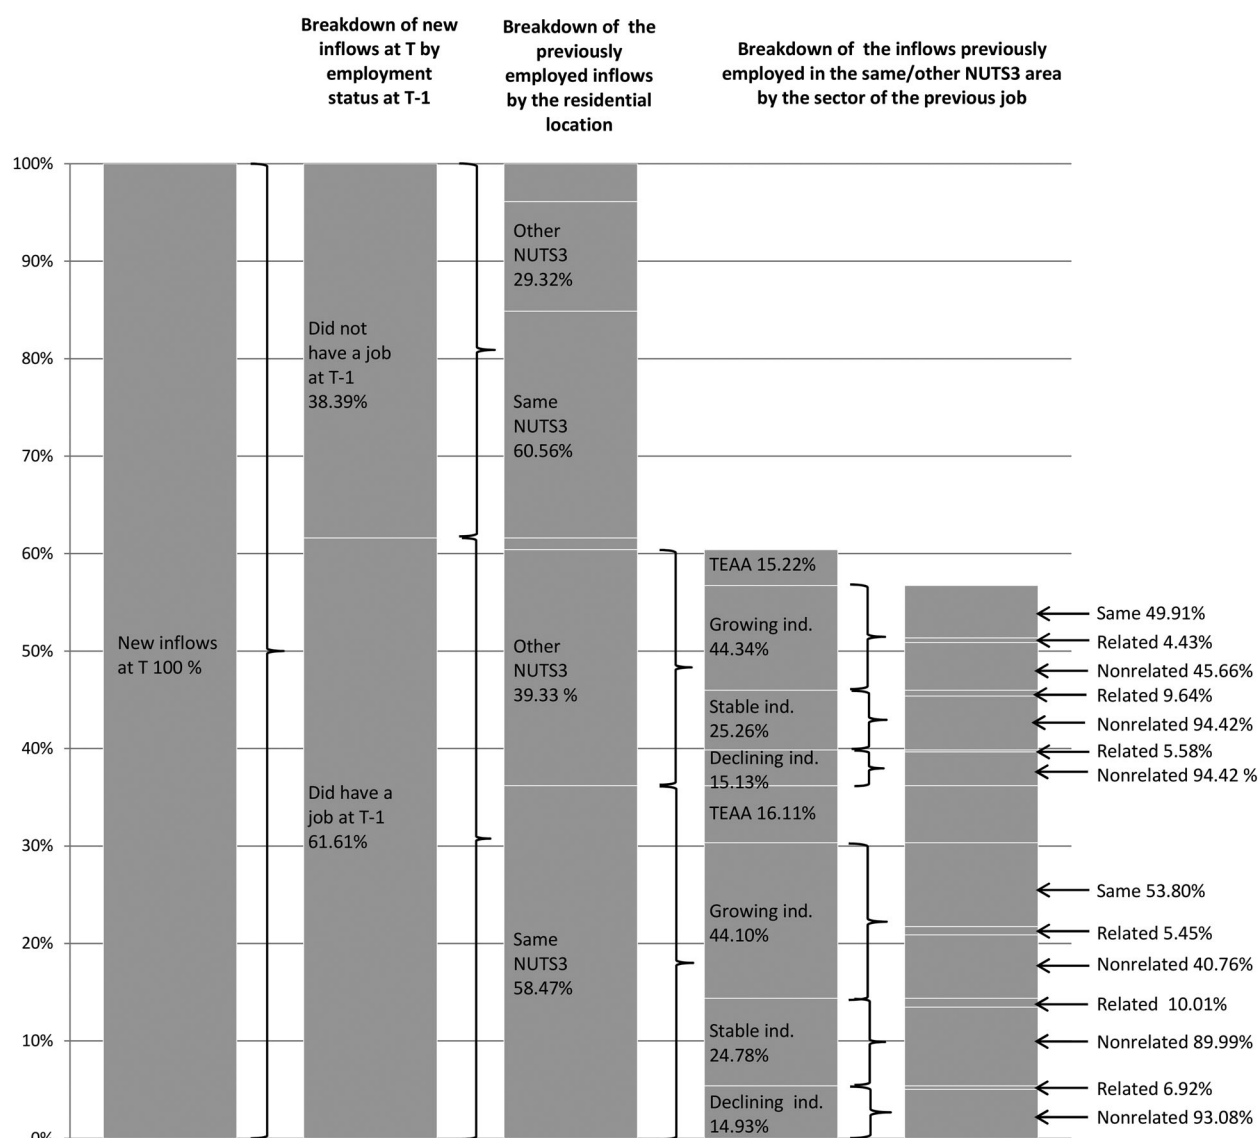 Breakdown of new
inflows at T by
employment
status at T-1
Breakdown of the
previously
employed inflows
by the residential
location
Breakdown of the inflows previously
employed in the same/other NUTS3 area
by the sector of the previous job
100%
90%
80%
70%
60%
50%
40%
30%
20%
10%
0%
New inflows
at T 100 %
Did not
have a job
at T-1
38.39%
Did have a
job at T-1
61.61%
Other
NUTS3
29.32%
Same
NUTS3
60.56%
Other
NUTS3
39.33 %
Same
NUTS3
58.47%
TEAA 15.22%
Growing ind.
44.34%
Stable ind.
25.26%
Declining ind.
15.13%
TEAA 16.11%
Growing ind.
44.10%
Stable ind.
24.78%
Declining ind.
14.93%
Same 49.91%
Related 4.43%
Nonrelated 45.66%
Related 9.64%
Nonrelated 94.42%
Related 5.58%
Nonrelated 94.42 %
Same 53.80%
Related 5.45%
Nonrelated 40.76%
Related 10.01%
Nonrelated 89.99%
Related 6.92%
Nonrelated 93.08%